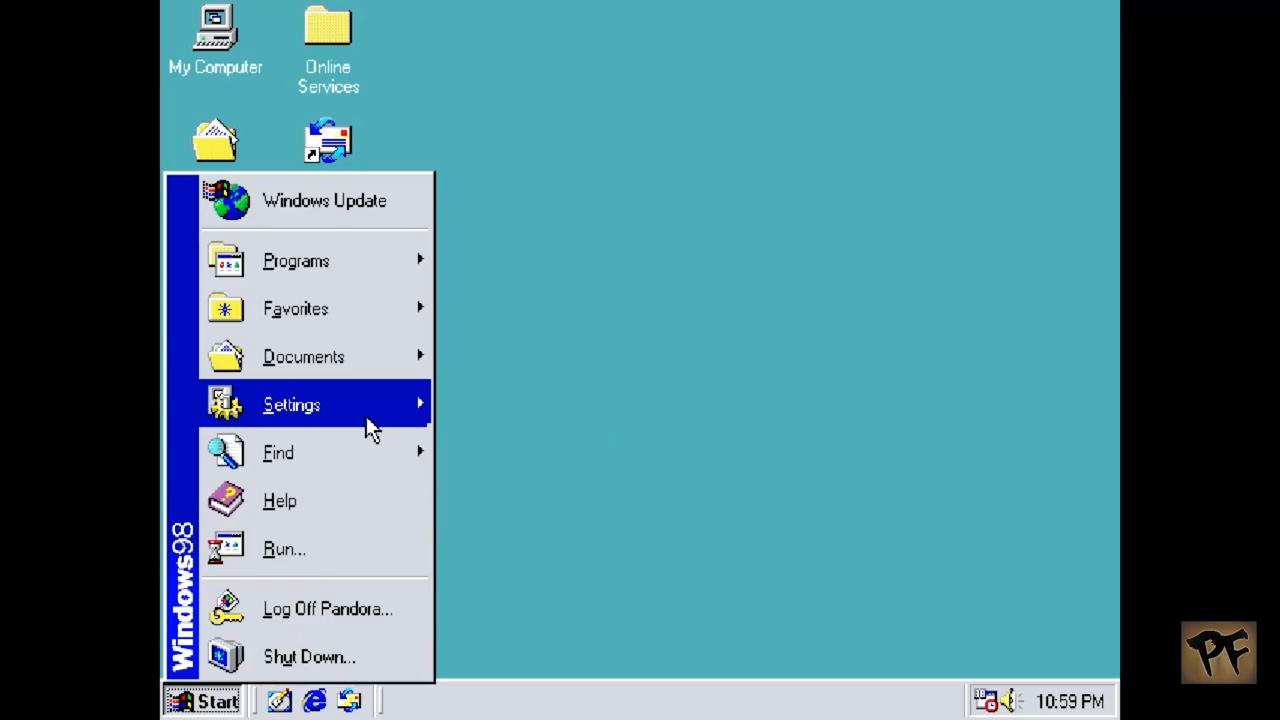 My Computer
Online
Services
Windows Update
Programs
Favorites
Documents
Settings
Find
Help
Run...
Log Off Pandora...
Shut Down...
Windows98
Start
10:59 PM
PF